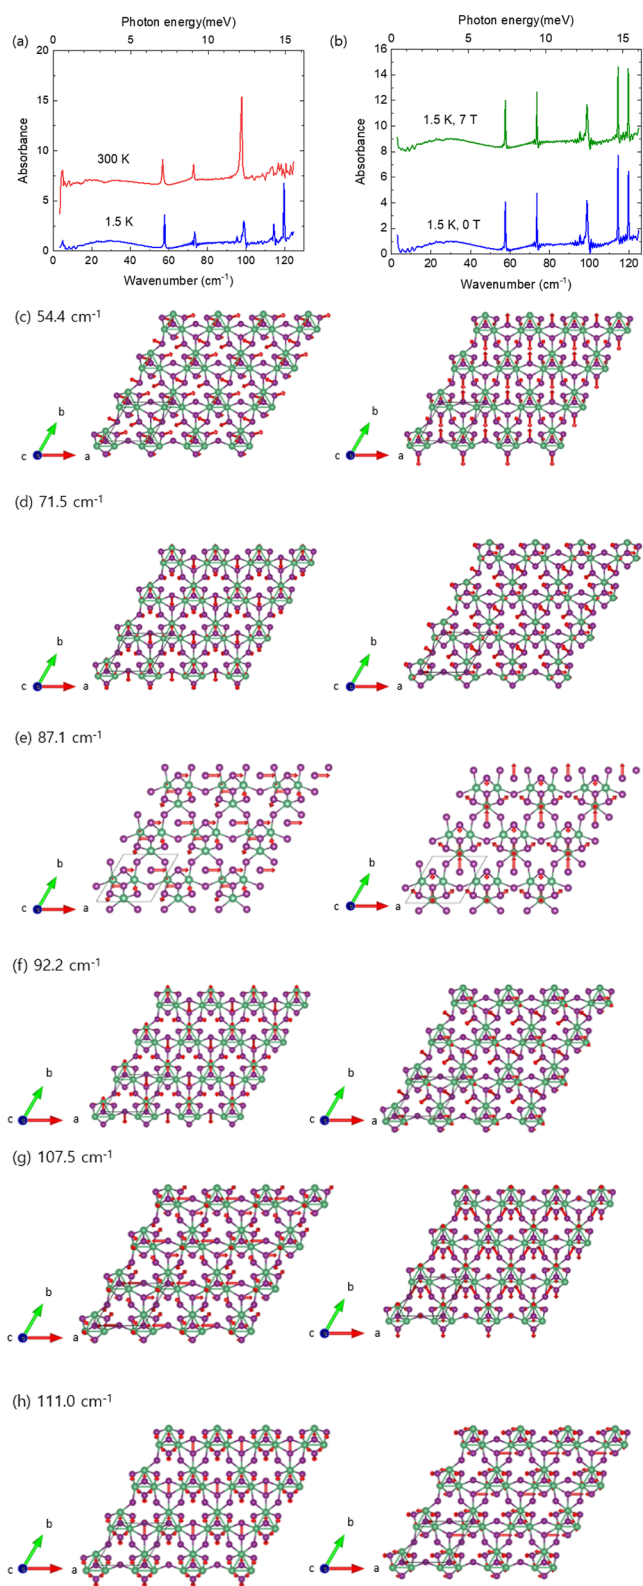 Photon energy(meV)
0 5 10 15
(a)
20
15
10
5
0
Absorbance
300 K
1.5 K
0 20 40 60 80 100 120
Wavenumber (cm-1)
Photon energy(meV)
0 5 10 15
(b)
16
14
12
10
8
6
4
2
0
Absorbance
1.5 K, 7 T
1.5 K, 0 T
0 20 40 60 80 100 120
Wavenumber (cm-1)
(c) 54.4 cm-1
b
c a
b
c a
(d) 71.5 cm-1
b
c a
b
c a
(e) 87.1 cm-1
b
c a
b
c a
(f) 92.2 cm-1
b
c a
b
c a
(g) 107.5 cm-1
b
c a
b
c a
(h) 111.0 cm-1
b
c a
b
c a